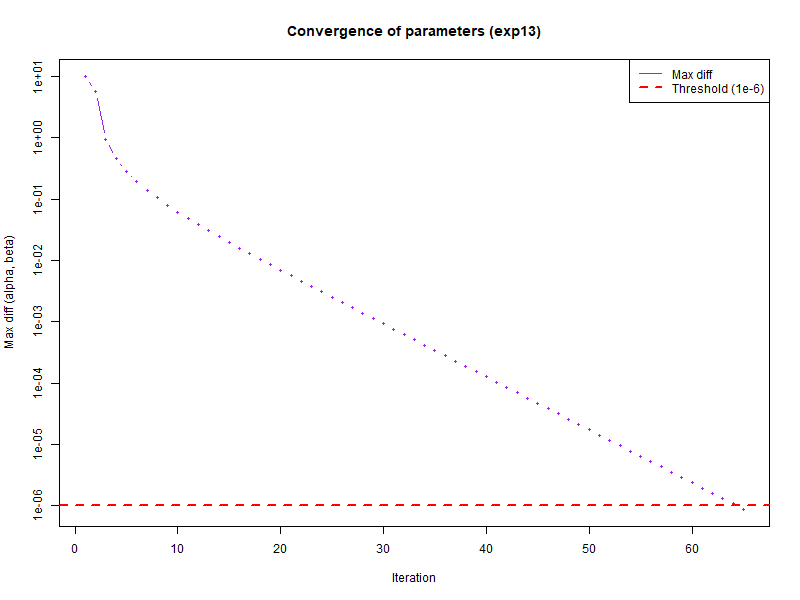 Convergence of parameters (exp13)
Max diff
Threshold (1e-6)
Max diff (alpha, beta)
1e+01
1e+00
1e-01
1e-02
1e-03
1e-04
1e-05
1e-06
0 10 20 30 40 50 60
Iteration